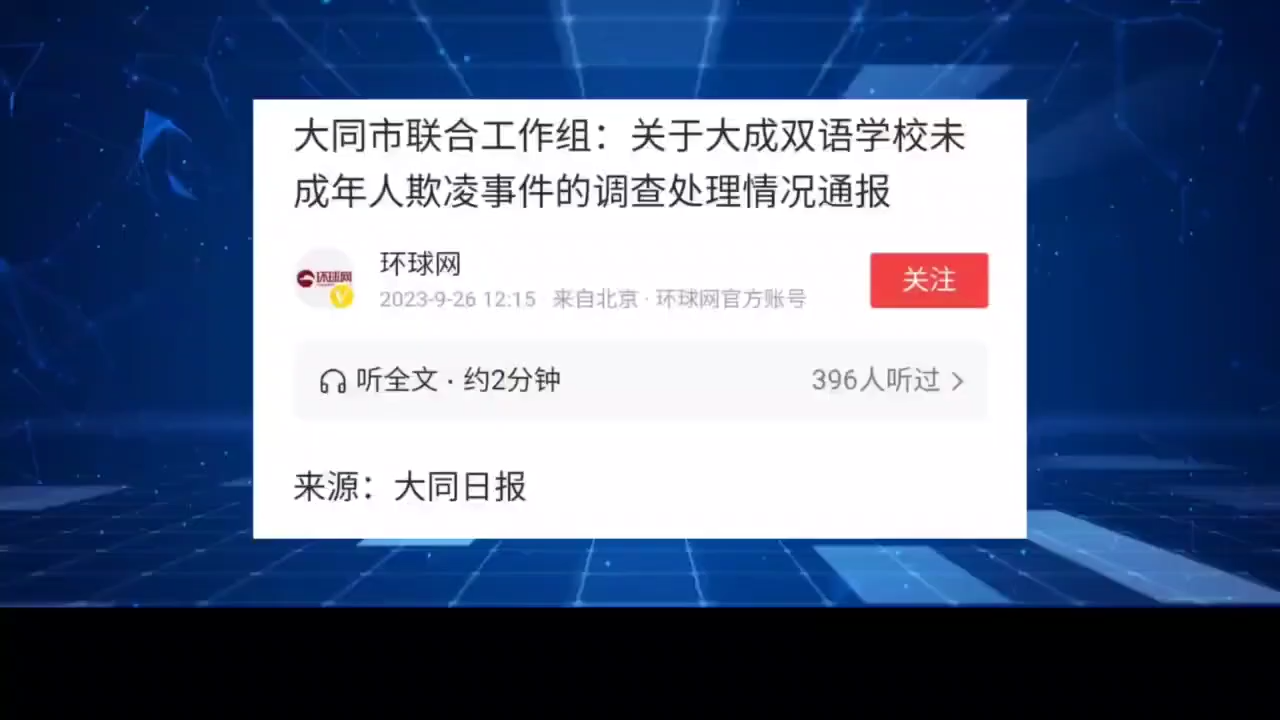 大同市联合工作组：关于大成双语学校未
成年人欺凌事件的调查处理情况通报
环球网
环球网
2023-9-26 12:15 来自北京 · 环球网官方账号
关注
听全文 · 约2分钟
396人听过
来源：大同日报